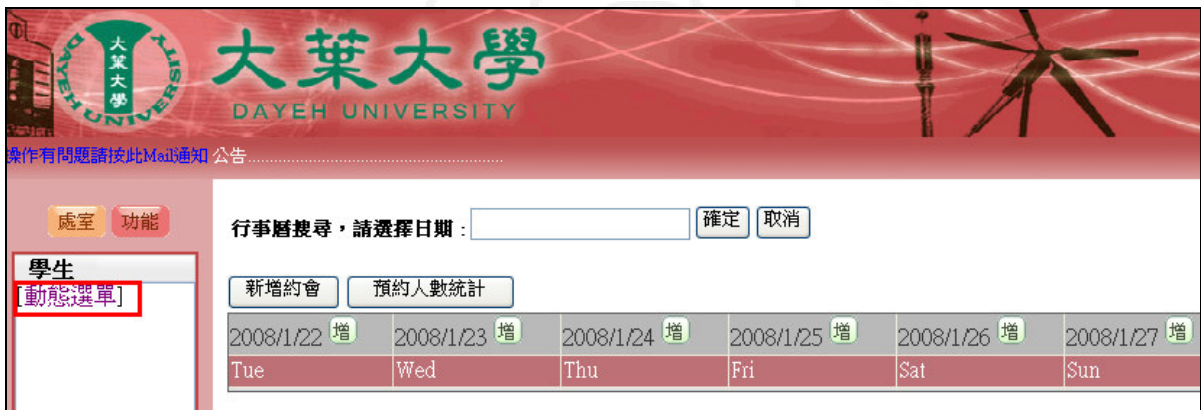 大葉大學
DAYEH UNIVERSITY
大葉大學
DAYEH UNIVERSITY
操作有問題請按此Mail通知 公告............................................................
處室 功能
行事曆搜尋，請選擇日期 : 確定 取消
學生
[動態選單]
新增約會 預約人數統計
2008/1/22 增 2008/1/23 增 2008/1/24 增 2008/1/25 增 2008/1/26 增 2008/1/27 增
Tue Wed Thu Fri Sat Sun